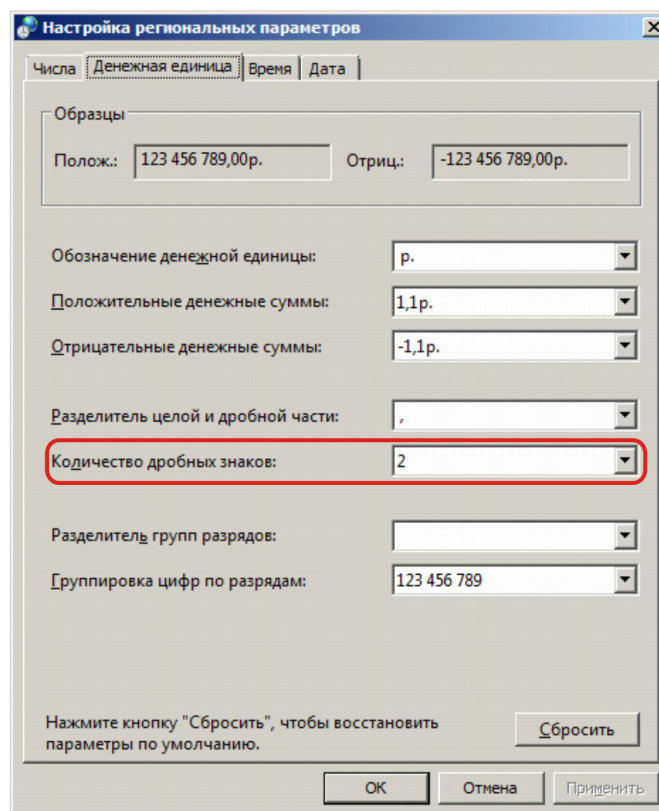 Настройка региональных параметров
Числа Денежная единица Время Дата
Образцы
Полож.: 123 456 789,00р. Отриц.: -123 456 789,00р.
Обозначение денежной единицы: р.
Положительные денежные суммы: 1,1р.
Отрицательные денежные суммы: -1,1р.
Разделитель целой и дробной части: ,
Количество дробных знаков: 2
Разделитель групп разрядов:
Группировка цифр по разрядам: 123 456 789
Нажмите кнопку "Сбросить", чтобы восстановить
параметры по умолчанию.
Сбросить
ОК Отмена Применить